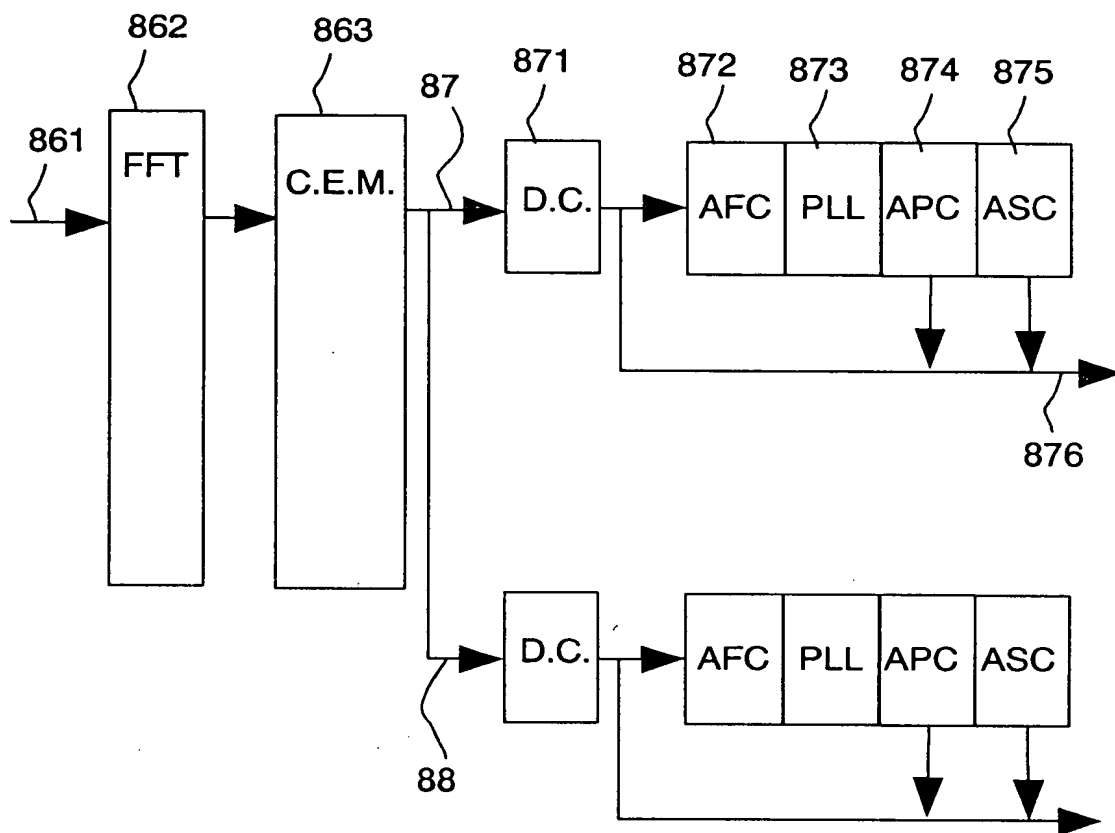 862
863
87
871
872
873
874
875
861
FFT
C.E.M.
D.C.
AFC
PLL
APC
ASC
876
D.C.
AFC
PLL
APC
ASC
88